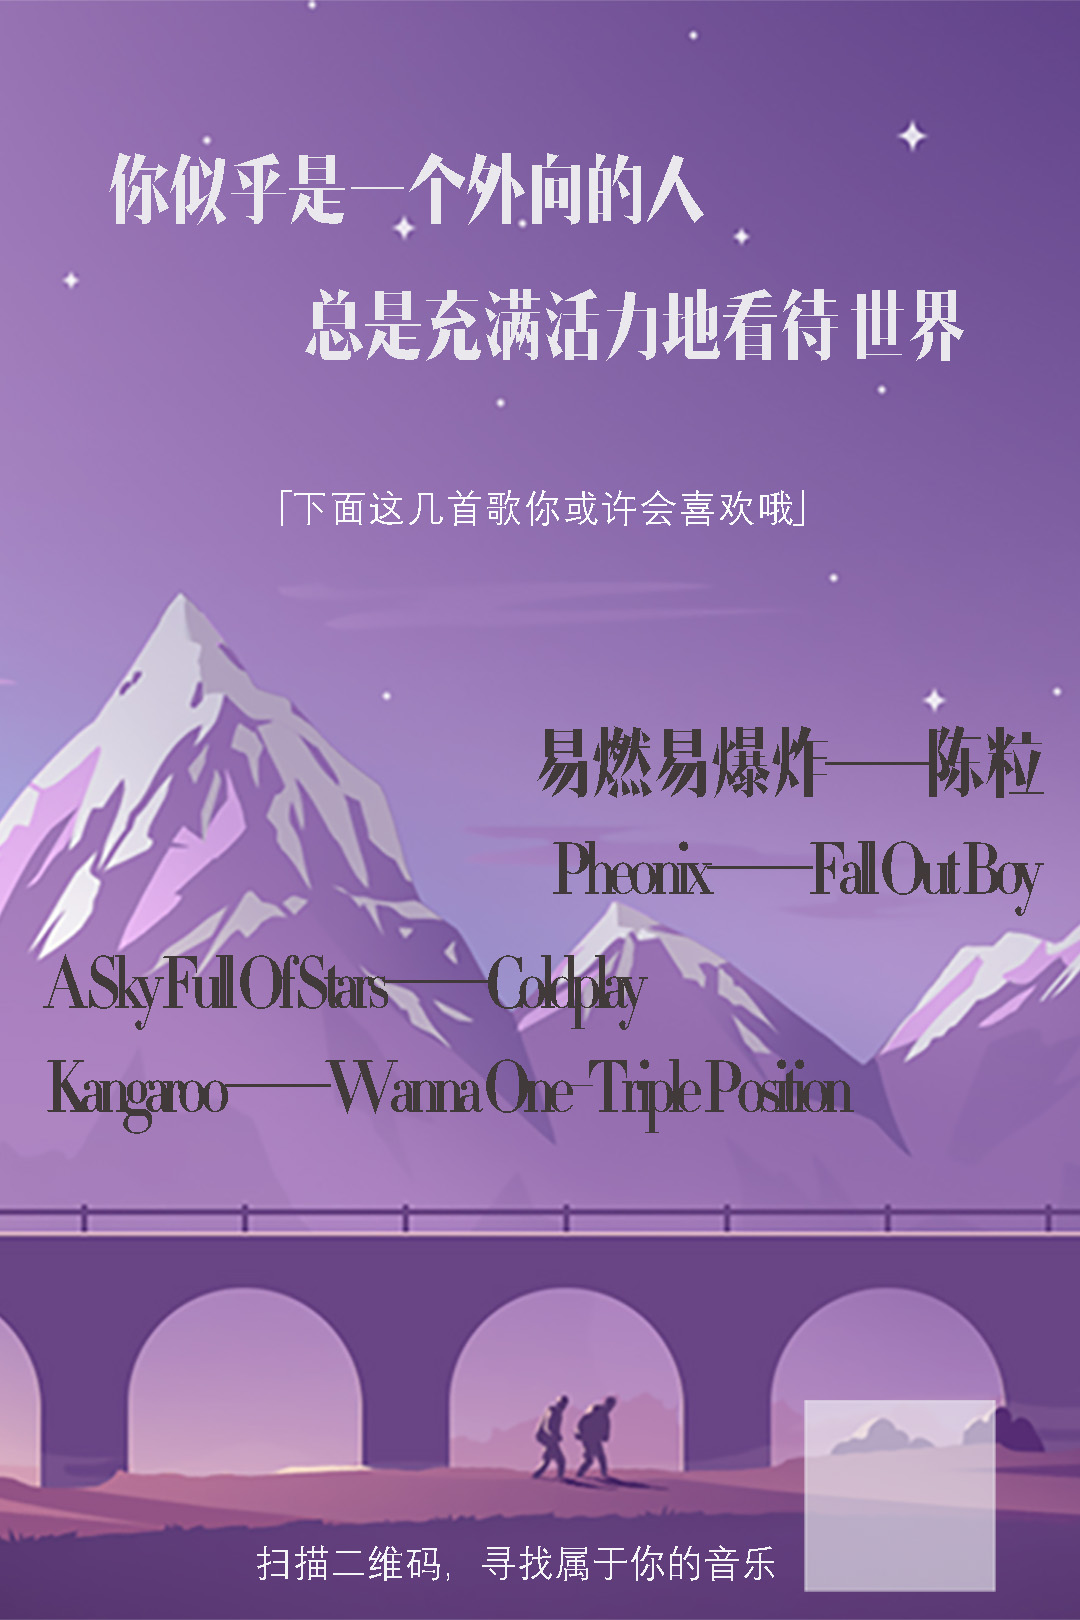 你似乎是一个外向的人
总是充满活力地看待世界
「下面这几首歌你或许会喜欢哦」
易燃易爆炸——陈粒
Pheonix——Fall Out Boy
A Sky Full Of Stars——Coldplay
Kangaroo——Wanna One-Triple Position
扫描二维码，寻找属于你的音乐